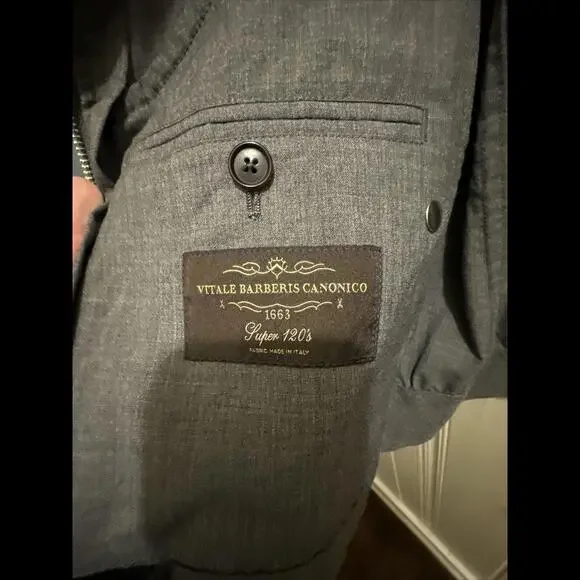 VITALE BARBERIS CANONICO
1663
Super 120's
FABRIC MADE IN ITALY